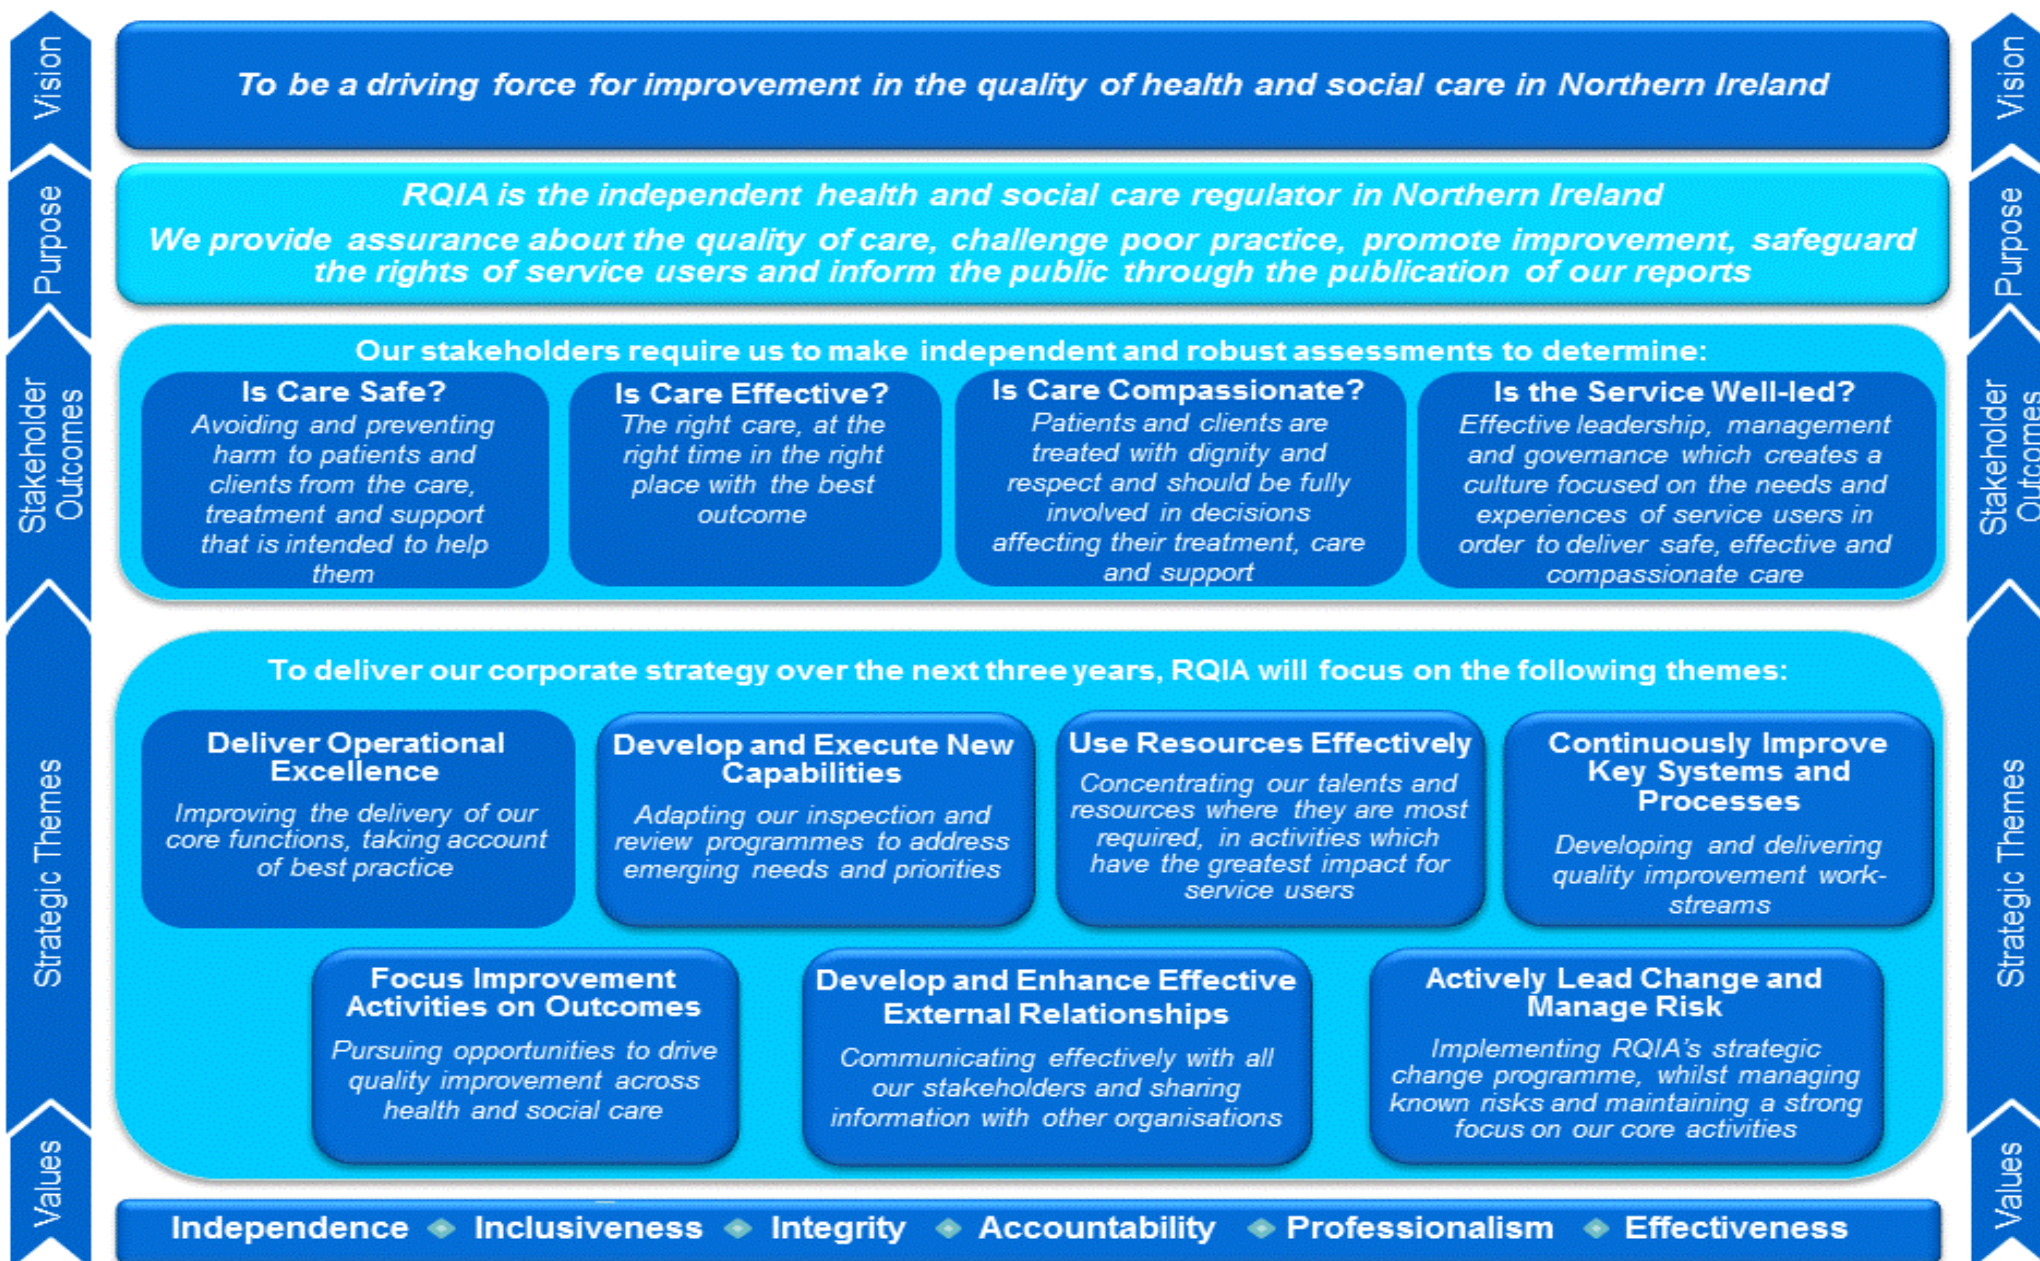 Vision
To be a driving force for improvement in the quality of health and social care in Northern Ireland
Vision
Purpose
RQIA is the independent health and social care regulator in Northern Ireland
We provide assurance about the quality of care, challenge poor practice, promote improvement, safeguard
the rights of service users and inform the public through the publication of our reports
Purpose
Stakeholder
Outcomes
Our stakeholders require us to make independent and robust assessments to determine:
Is Care Safe?
Avoiding and preventing
harm to patients and
clients from the care,
treatment and support
that is intended to help
them
Is Care Effective?
The right care, at the
right time in the right
place with the best
outcome
Is Care Compassionate?
Patients and clients are
treated with dignity and
respect and should be fully
involved in decisions
affecting their treatment, care
and support
Is the Service Well-led?
Effective leadership, management
and governance which creates a
culture focused on the needs and
experiences of service users in
order to deliver safe, effective and
compassionate care
Stakeholder
Outcomes
Strategic Themes
To deliver our corporate strategy over the next three years, RQIA will focus on the following themes:
Deliver Operational
Excellence
Improving the delivery of our
core functions, taking account
of best practice
Develop and Execute New
Capabilities
Adapting our inspection and
review programmes to address
emerging needs and priorities
Use Resources Effectively
Concentrating our talents and
resources where they are most
required, in activities which
have the greatest impact for
service users
Continuously Improve
Key Systems and
Processes
Developing and delivering
quality improvement work-
streams
Focus Improvement
Activities on Outcomes
Pursuing opportunities to drive
quality improvement across
health and social care
Develop and Enhance Effective
External Relationships
Communicating effectively with all
our stakeholders and sharing
information with other organisations
Actively Lead Change and
Manage Risk
Implementing RQIA's strategic
change programme, whilst managing
known risks and maintaining a strong
focus on our core activities
Strategic Themes
Values
Independence Inclusiveness Integrity Accountability Professionalism Effectiveness
Values